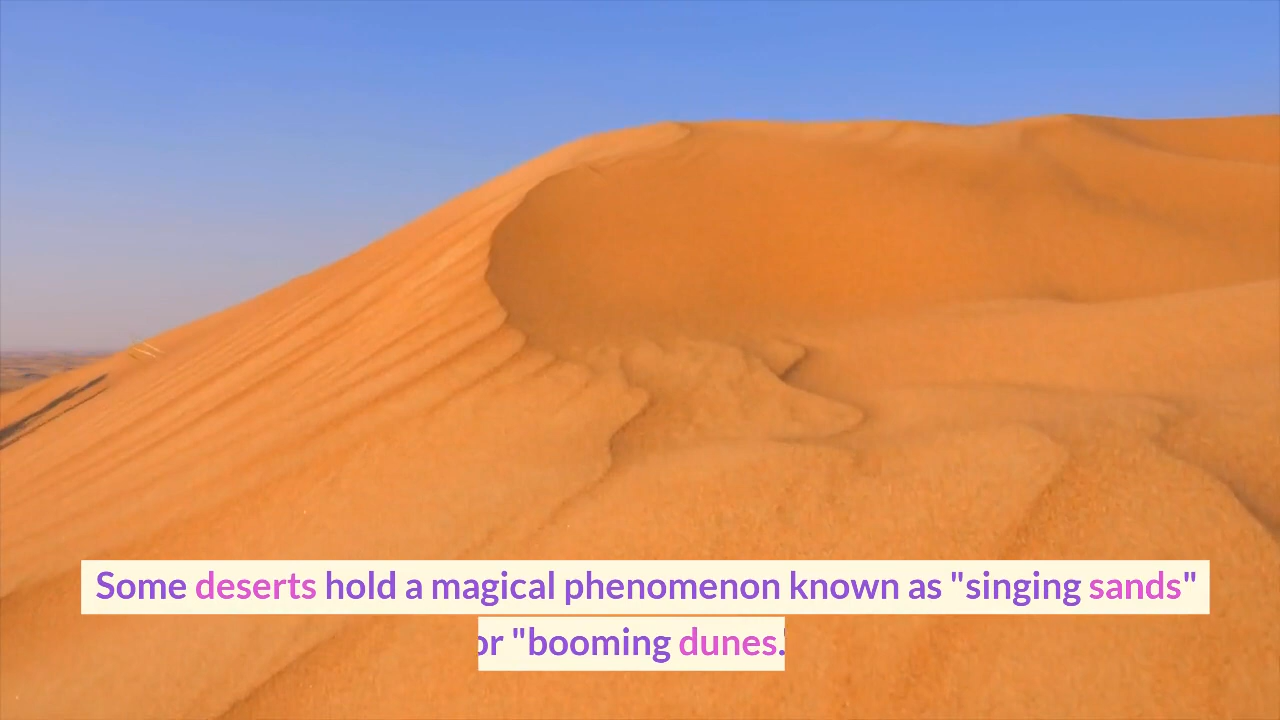 Some deserts hold a magical phenomenon known as "singing sands"
or "booming dunes.'